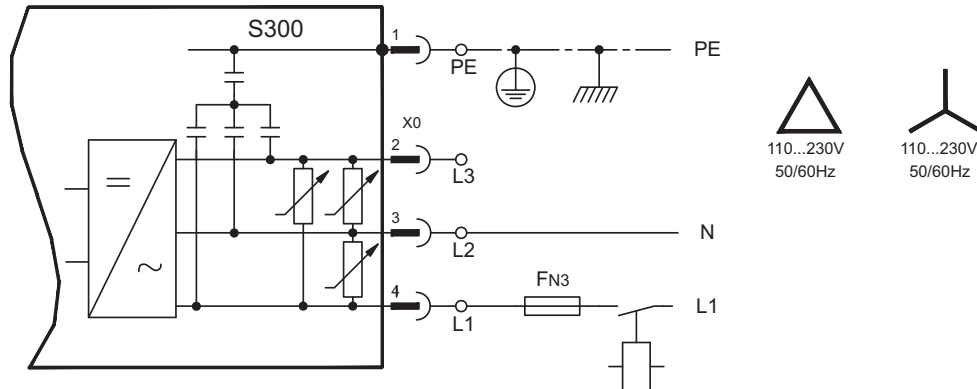 S300
1
PE
PE
X0
2
L3
3
L2
N
4
L1
FN3
L1
110...230V
50/60Hz
110...230V
50/60Hz